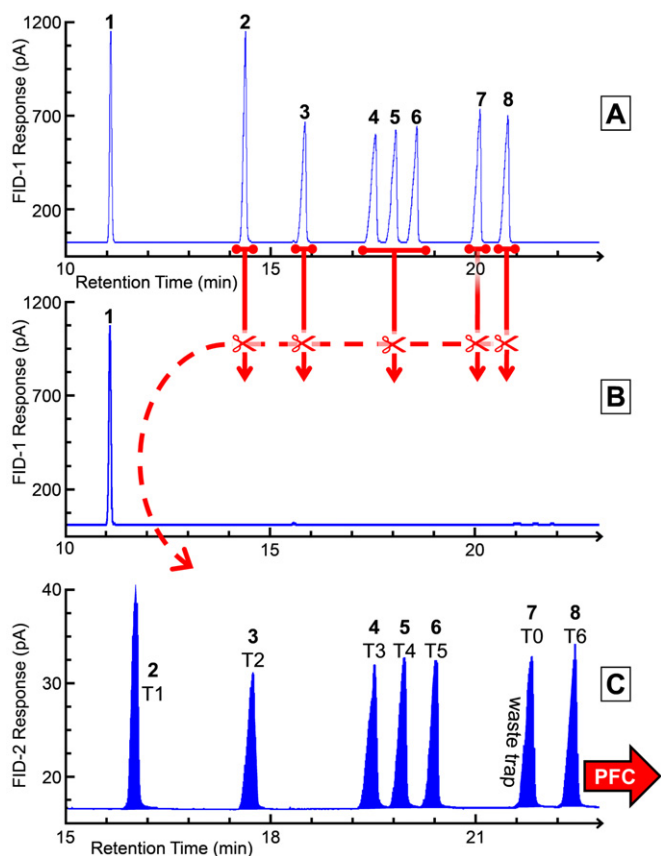 1200
700
200
FID-1 Response (pA)
1
2
3
4
5
6
7
8
A
10
15
20
Retention Time (min)
1200
700
200
FID-1 Response (pA)
1
B
10
15
20
40
30
20
FID-2 Response (pA)
2
T1
3
T2
4
T3
5
T4
6
T5
7
T0
waste trap
8
T6
C
PFC
15
18
21
Retention Time (min)